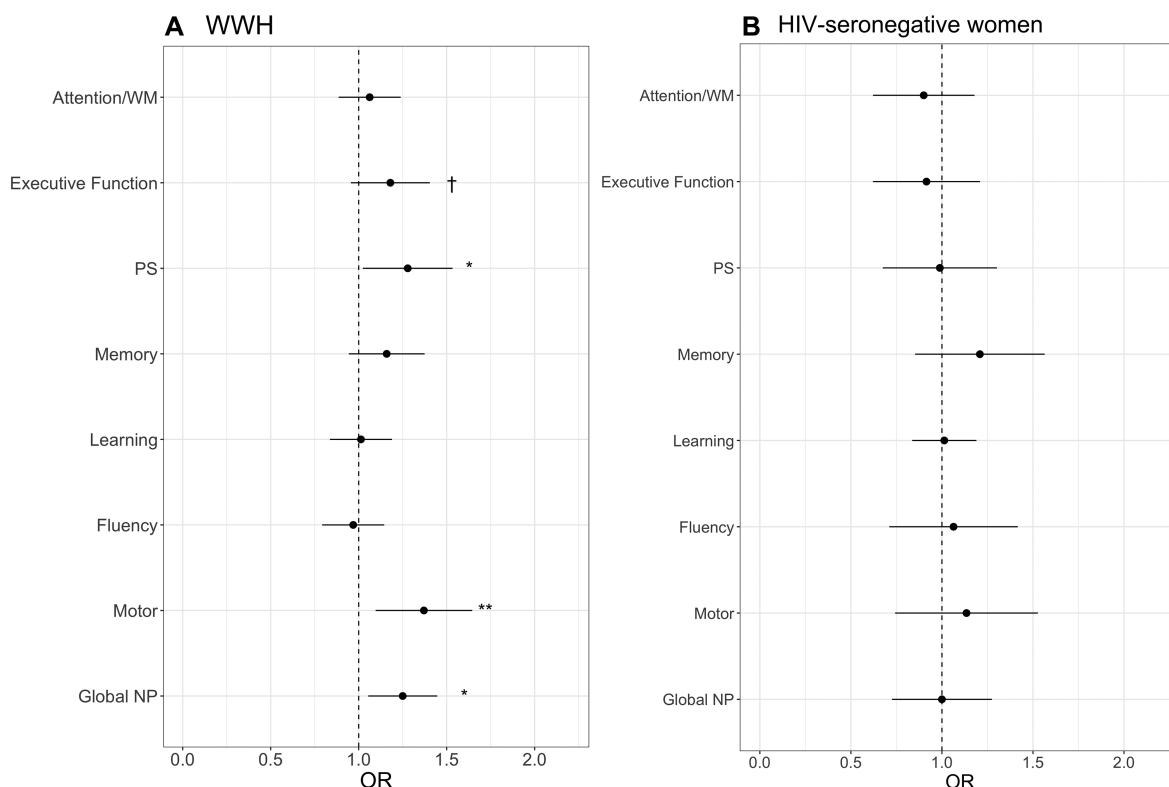 A WWH
Attention/WM
Executive Function †
PS *
Memory
Learning
Fluency
Motor **
Global NP *
0.0 0.5 1.0 1.5 2.0
OR
B HIV-seronegative women
Attention/WM
Executive Function
PS
Memory
Learning
Fluency
Motor
Global NP
0.0 0.5 1.0 1.5 2.0
OR